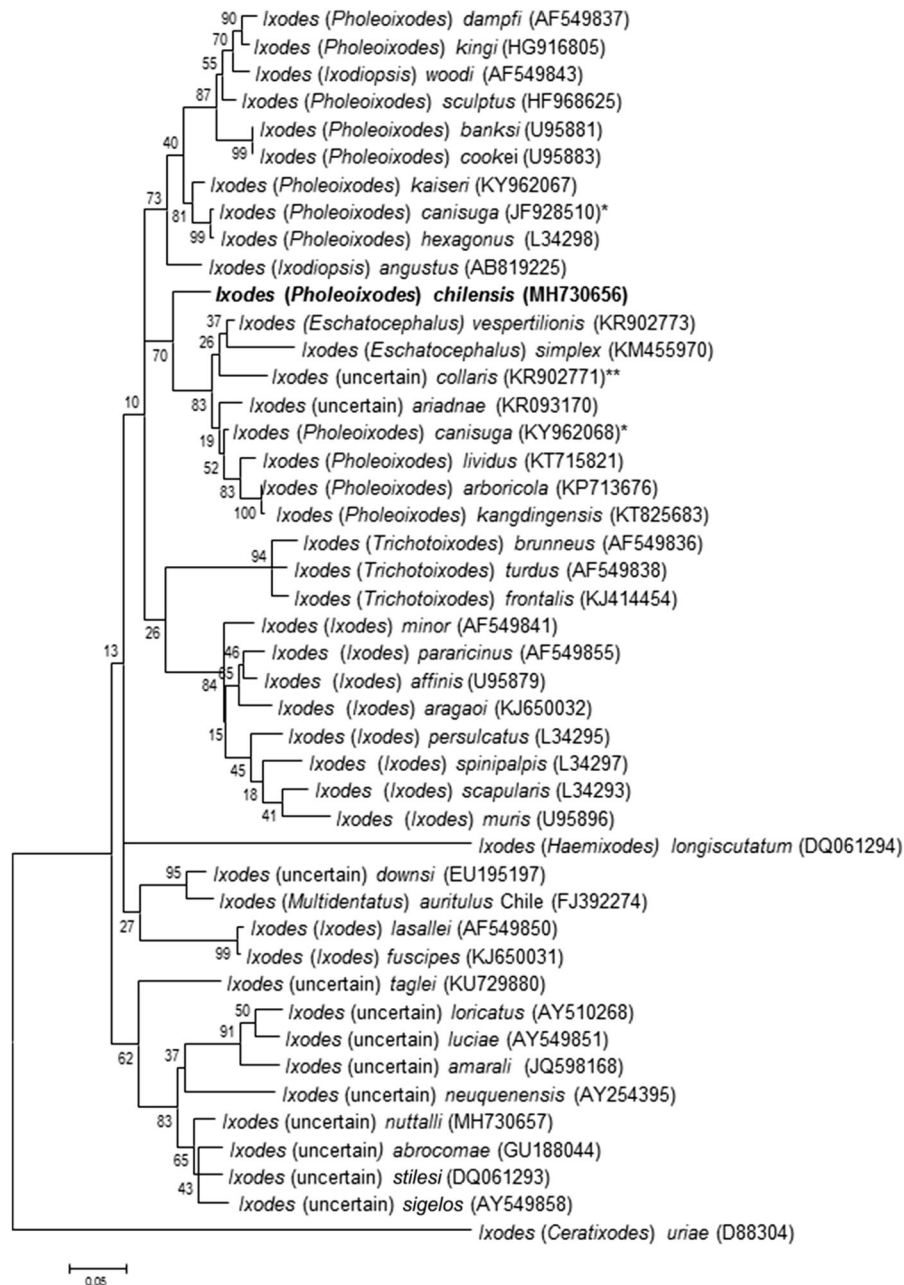 90
Ixodes (Pholeoixodes) dampfi (AF549837)
70
Ixodes (Pholeoixodes) kingi (HG916805)
55
Ixodes (Ixodiopsis) woodi (AF549843)
87
Ixodes (Pholeoixodes) sculptus (HF968625)
Ixodes (Pholeoixodes) banksi (U95881)
40
99
Ixodes (Pholeoixodes) cookei (U95883)
Ixodes (Pholeoixodes) kaiseri (KY962067)
73
81
Ixodes (Pholeoixodes) canisuga (JF928510)*
99
Ixodes (Pholeoixodes) hexagonus (L34298)
Ixodes (Ixodiopsis) angustus (AB819225)
Ixodes (Pholeoixodes) chilensis (MH730656)
37
Ixodes (Eschatocephalus) vespertilionis (KR902773)
26
70
Ixodes (Eschatocephalus) simplex (KM455970)
Ixodes (uncertain) collaris (KR902771)**
10
83
Ixodes (uncertain) ariadnae (KR093170)
19
Ixodes (Pholeoixodes) canisuga (KY962068)*
52
Ixodes (Pholeoixodes) lividus (KT715821)
83
Ixodes (Pholeoixodes) arboricola (KP713676)
100
Ixodes (Pholeoixodes) kangdingensis (KT825683)
94
Ixodes (Trichotoixodes) brunneus (AF549836)
Ixodes (Trichotoixodes) turdus (AF549838)
Ixodes (Trichotoixodes) frontalis (KJ414454)
26
Ixodes (Ixodes) minor (AF549841)
13
46
Ixodes (Ixodes) pararicinus (AF549855)
65
84
Ixodes (Ixodes) affinis (U95879)
Ixodes (Ixodes) aragaoi (KJ650032)
15
Ixodes (Ixodes) persulcatus (L34295)
45
Ixodes (Ixodes) spinipalpis (L34297)
18
Ixodes (Ixodes) scapularis (L34293)
41
Ixodes (Ixodes) muris (U95896)
Ixodes (Haemixodes) longiscutatum (DQ061294)
95
Ixodes (uncertain) downsi (EU195197)
Ixodes (Multidentatus) auritulus Chile (FJ392274)
27
Ixodes (Ixodes) lasallei (AF549850)
99
Ixodes (Ixodes) fuscipes (KJ650031)
Ixodes (uncertain) taglei (KU729880)
50
Ixodes (uncertain) loricatus (AY510268)
91
Ixodes (uncertain) luciae (AY549851)
62
37
Ixodes (uncertain) amarali (JQ598168)
Ixodes (uncertain) neuquenensis (AY254395)
83
Ixodes (uncertain) nuttalli (MH730657)
65
Ixodes (uncertain) abrocomae (GU188044)
Ixodes (uncertain) stilesi (DQ061293)
43
Ixodes (uncertain) sigelos (AY549858)
Ixodes (Ceratixodes) uriae (D88304)
0.05